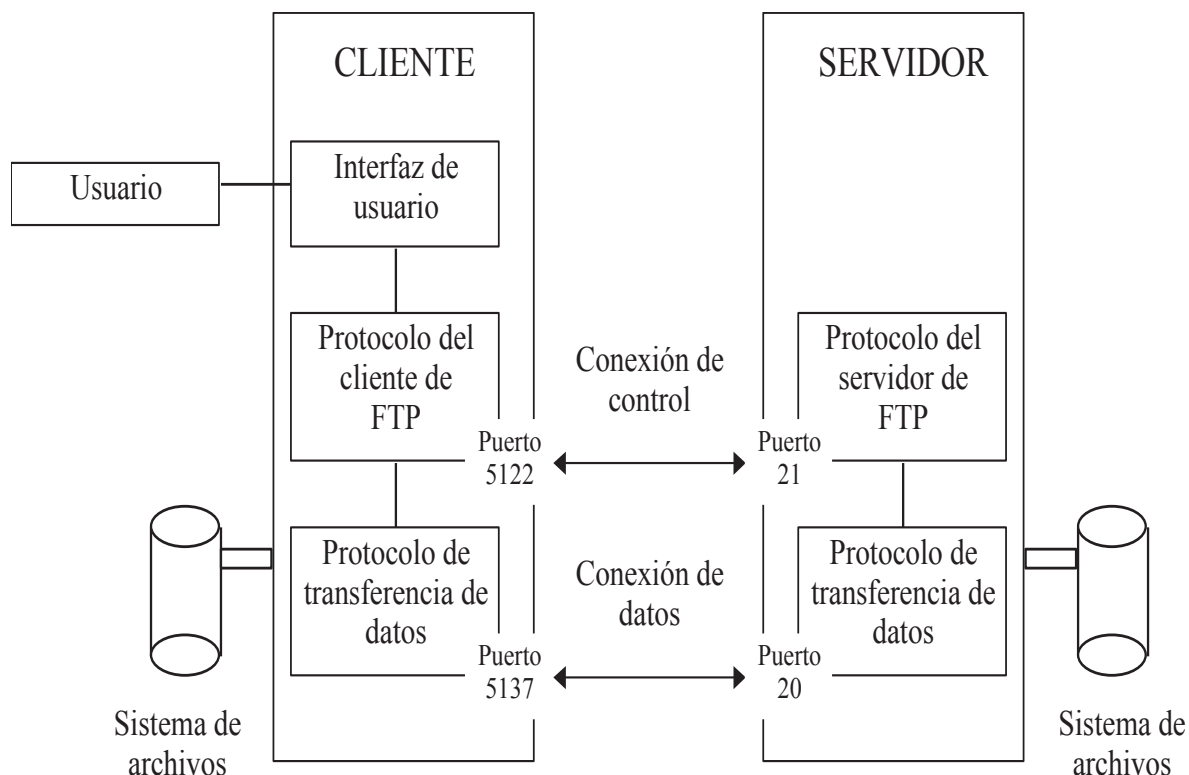 CLIENTE
SERVIDOR
Usuario
Interfaz de
usuario
Protocolo del
cliente de
FTP
Conexión de
control
Protocolo del
servidor de
FTP
Puerto
5122
Puerto
21
Protocolo de
transferencia de
datos
Conexión de
datos
Protocolo de
transferencia de
datos
Puerto
5137
Puerto
20
Sistema de
archivos
Sistema de
archivos